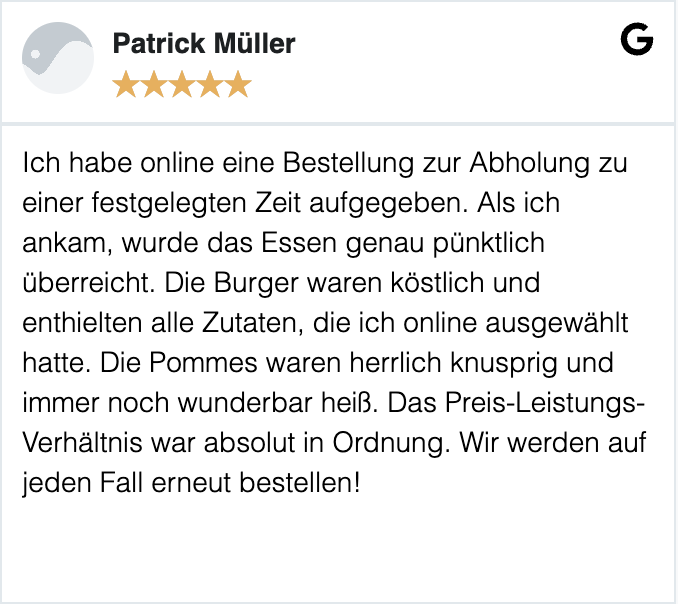 Patrick Müller
G
Ich habe online eine Bestellung zur Abholung zu
einer festgelegten Zeit aufgegeben. Als ich
ankam, wurde das Essen genau pünktlich
überreicht. Die Burger waren köstlich und
enthielten alle Zutaten, die ich online ausgewählt
hatte. Die Pommes waren herrlich knusprig und
immer noch wunderbar heiß. Das Preis-Leistungs-
Verhältnis war absolut in Ordnung. Wir werden auf
jeden Fall erneut bestellen!